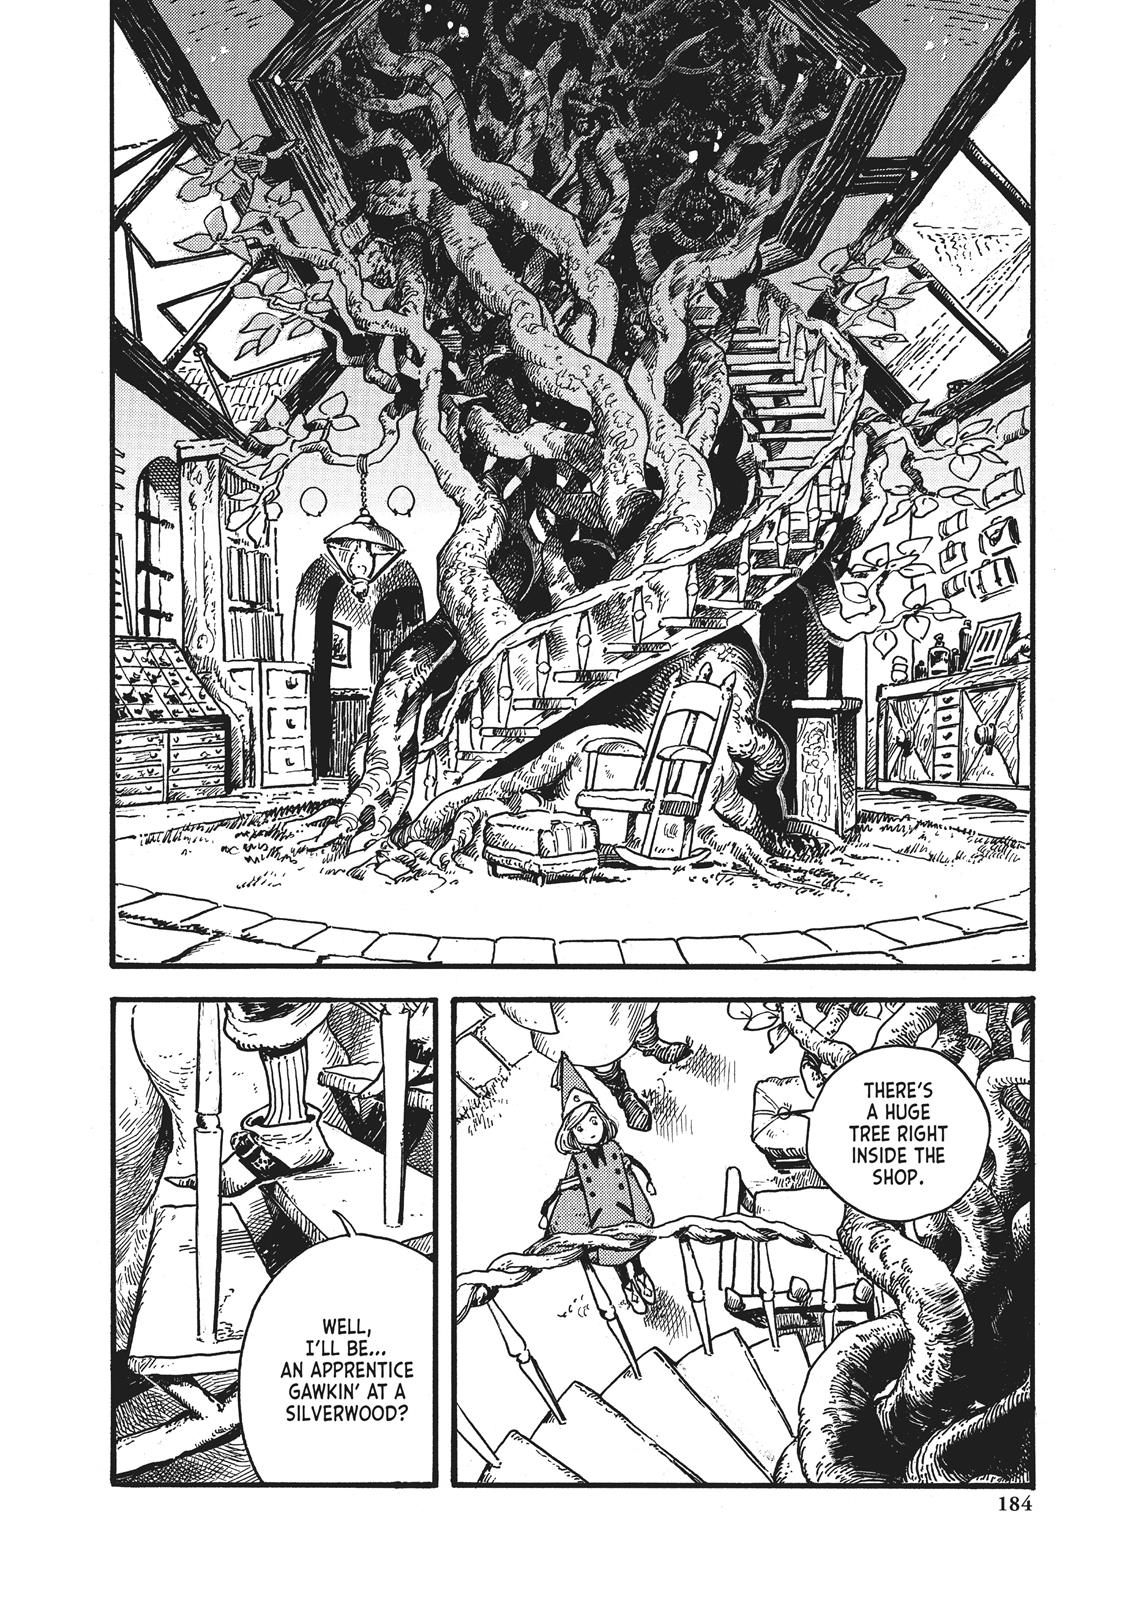 THERE'S
A HUGE
TREE RIGHT
INSIDE THE
SHOP.
WELL,
I'LL BE...
AN APPRENTICE
GAWKIN' AT A
SILVERWOOD?
184